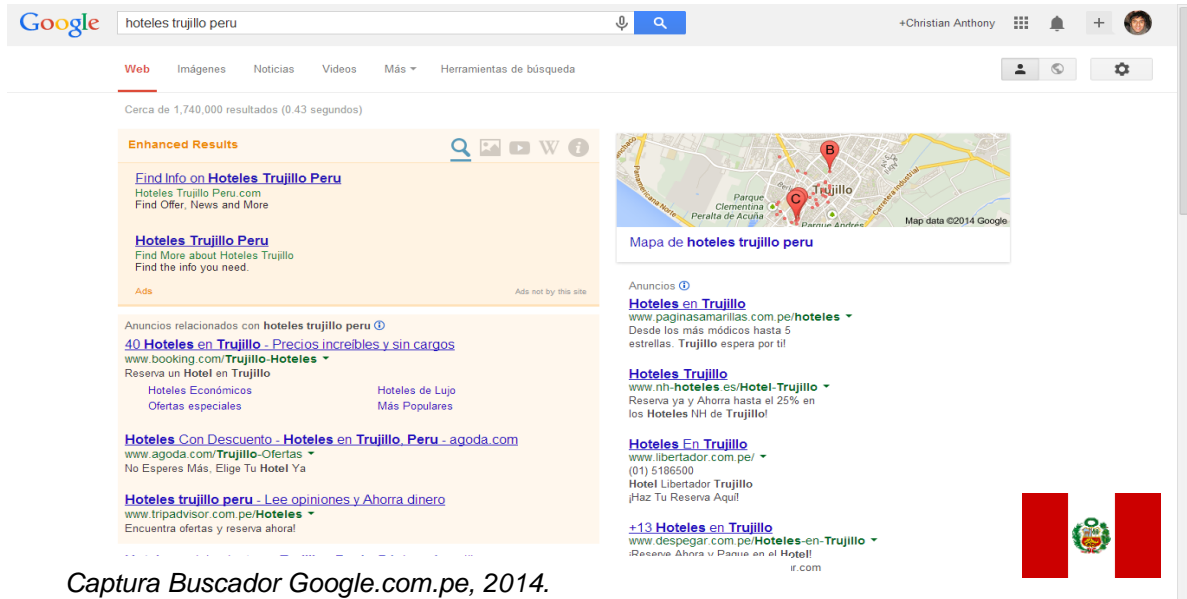 Google
hoteles trujillo peru
+Christian Anthony
Web Imágenes Noticias Videos Más Herramientas de búsqueda
Cerca de 1,740,000 resultados (0.43 segundos)
Enhanced Results
Find Info on Hoteles Trujillo Peru
Hoteles Trujillo Peru.com
Find Offer, News and More
Hoteles Trujillo Peru
Find More about Hoteles Trujillo
Find the info you need.
Ads
Ads not by this site
Anuncios relacionados con hoteles trujillo peru
40 Hoteles en Trujillo - Precios increíbles y sin cargos
www.booking.com/Trujillo-Hoteles
Reserva un Hotel en Trujillo
Hoteles Económicos Hoteles de Lujo
Ofertas especiales Más Populares
Hoteles Con Descuento - Hoteles en Trujillo, Peru - agoda.com
www.agoda.com/Trujillo-Ofertas
No Esperes Más, Elige Tu Hotel Ya
Hoteles trujillo peru - Lee opiniones y Ahorra dinero
www.tripadvisor.com.pe/Hoteles
Encuentra ofertas y reserva ahora!
B
Trujillo
C
Parque
Clementina
Peralta de Acuña
Parque Andres
Panamericana Norte
Carretera Industrial
Map data ©2014 Google
Mapa de hoteles trujillo peru
Anuncios
Hoteles en Trujillo
www.paginasamarillas.com.pe/hoteles
Desde los más módicos hasta 5
estrellas. Trujillo espera por ti!
Hoteles Trujillo
www.nh-hoteles.es/Hotel-Trujillo
Reserva ya y Ahorra hasta el 25% en
los Hoteles NH de Trujillo!
Hoteles En Trujillo
www.libertador.com.pe/
(01) 5186500
Hotel Libertador Trujillo
¡Haz Tu Reserva Aquí!
+13 Hoteles en Trujillo
www.despegar.com.pe/Hoteles-en-Trujillo
¡Reserve Ahora y Pague en el Hotel!
r.com
Captura Buscador Google.com.pe, 2014.